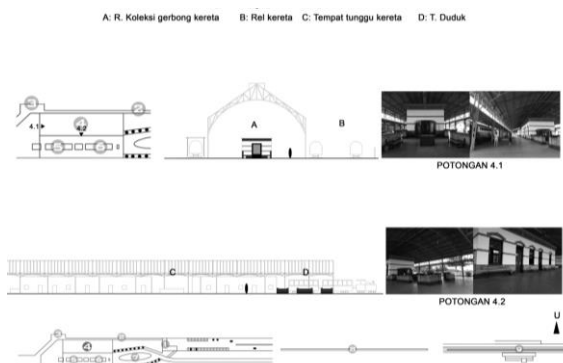 A: R. Koleksi gerbong kereta B: Rel kereta C: Tempat tunggu kereta D: T. Duduk
4.1
4.2
A
B
POTONGAN 4.1
C
D
POTONGAN 4.2
U